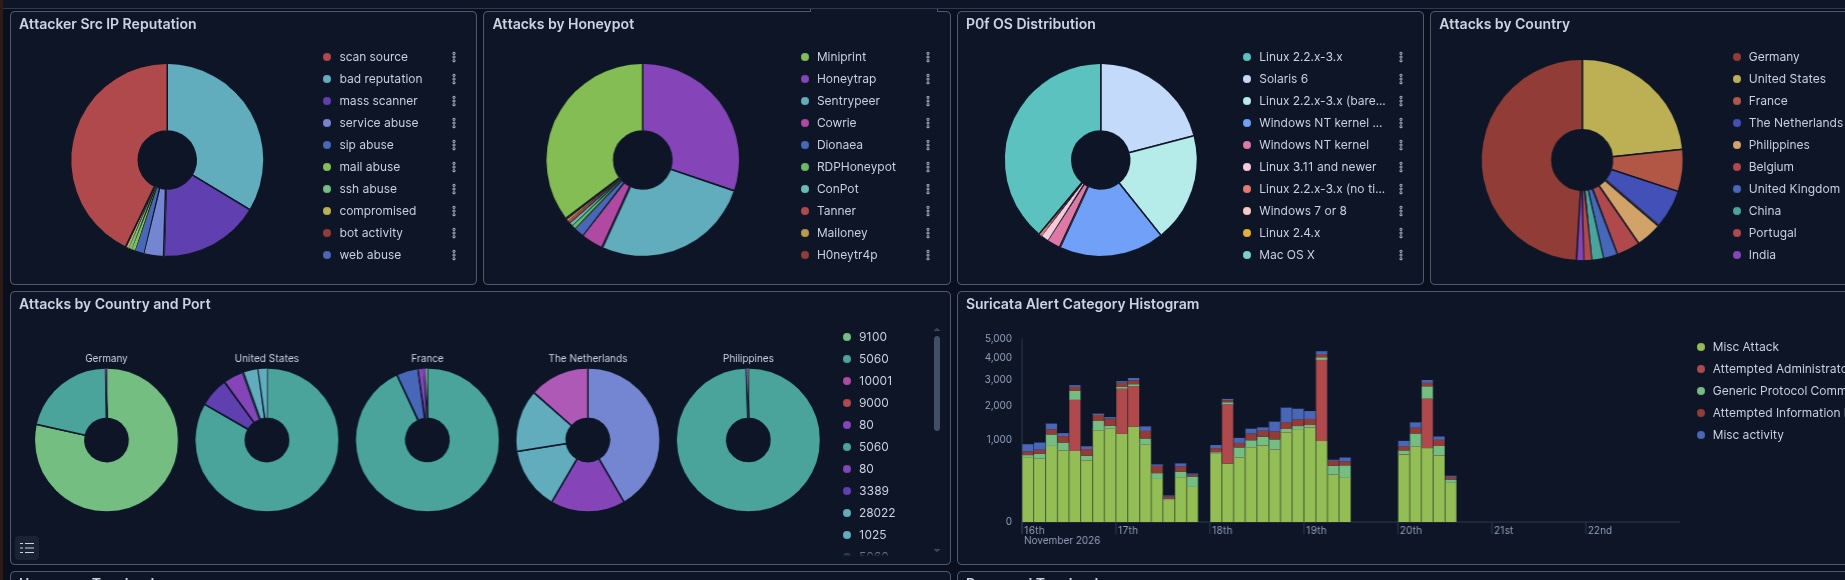 Attacker Src IP Reputation
scan source
bad reputation
mass scanner
service abuse
sip abuse
mail abuse
ssh abuse
compromised
bot activity
web abuse
Attacks by Honeypot
Miniprint
Honeytrap
Sentrypeer
Cowrie
Dionaea
RDPHoneypot
ConPot
Tanner
Mailoney
H0neytr4p
P0f OS Distribution
Linux 2.2.x-3.x
Solaris 6
Linux 2.2.x-3.x (bare...
Windows NT kernel ...
Windows NT kernel
Linux 3.11 and newer
Linux 2.2.x-3.x (no ti...
Windows 7 or 8
Linux 2.4.x
Mac OS X
Attacks by Country
Germany
United States
France
The Netherlands
Philippines
Belgium
United Kingdom
China
Portugal
India
Attacks by Country and Port
Germany
United States
France
The Netherlands
Philippines
9100
5060
10001
9000
80
5060
80
3389
28022
1025
Suricata Alert Category Histogram
5,000
4,000
3,000
2,000
1,000
0
16th 17th 18th 19th 20th 21st 22nd
November 2026
Misc Attack
Attempted Administrato
Generic Protocol Comm
Attempted Information
Misc activity